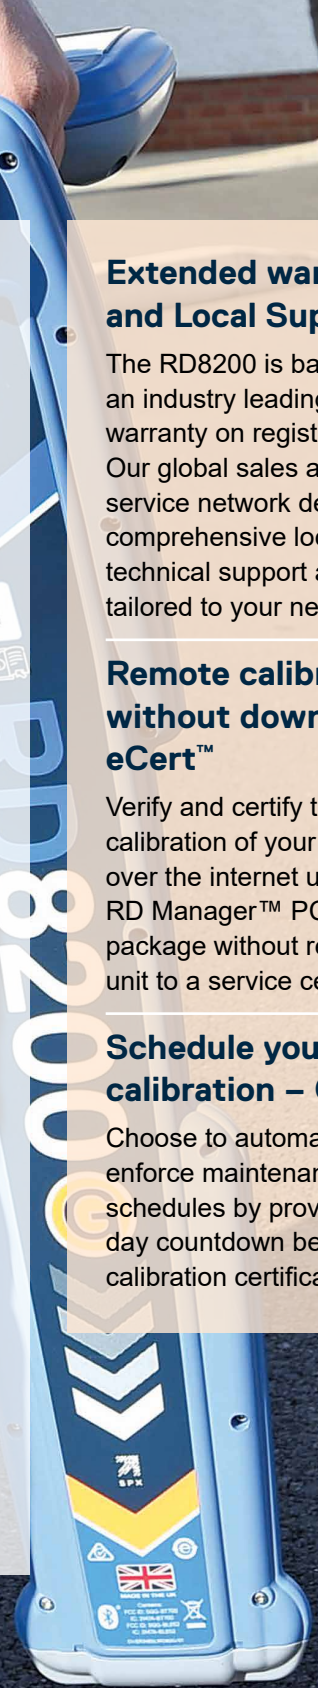 Extended war
and Local Sup
The RD8200 is ba
an industry leading
warranty on regist
Our global sales a
service network de
comprehensive loc
technical support a
tailored to your ne
Remote calibr
without down
eCert™
Verify and certify t
calibration of your
over the internet u
RD Manager™ PC
package without re
unit to a service ce
Schedule you
calibration – C
Choose to automa
enforce maintenan
schedules by prov
day countdown be
calibration certifica
RD8200G
SPX
MADE IN THE UK
Contains: